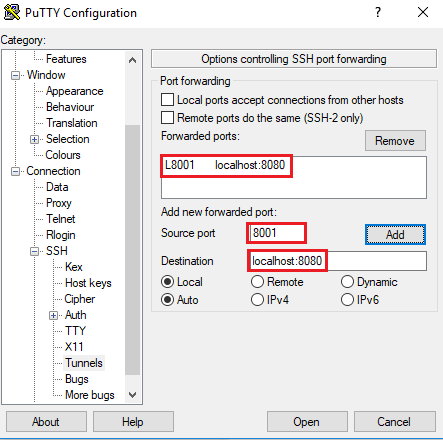 PuTTY Configuration
?
Category:
Features
Window
Appearance
Behaviour
Translation
Selection
Colours
Connection
Data
Proxy
Telnet
Rlogin
SSH
Kex
Host keys
Cipher
Auth
TTY
X11
Tunnels
Bugs
More bugs
Options controlling SSH port forwarding
Port forwarding
Local ports accept connections from other hosts
Remote ports do the same (SSH-2 only)
Forwarded ports:
Remove
L8001 localhost:8080
Add new forwarded port:
Source port 8001 Add
Destination localhost:8080
Local Remote Dynamic
Auto IPv4 IPv6
About Help Open Cancel